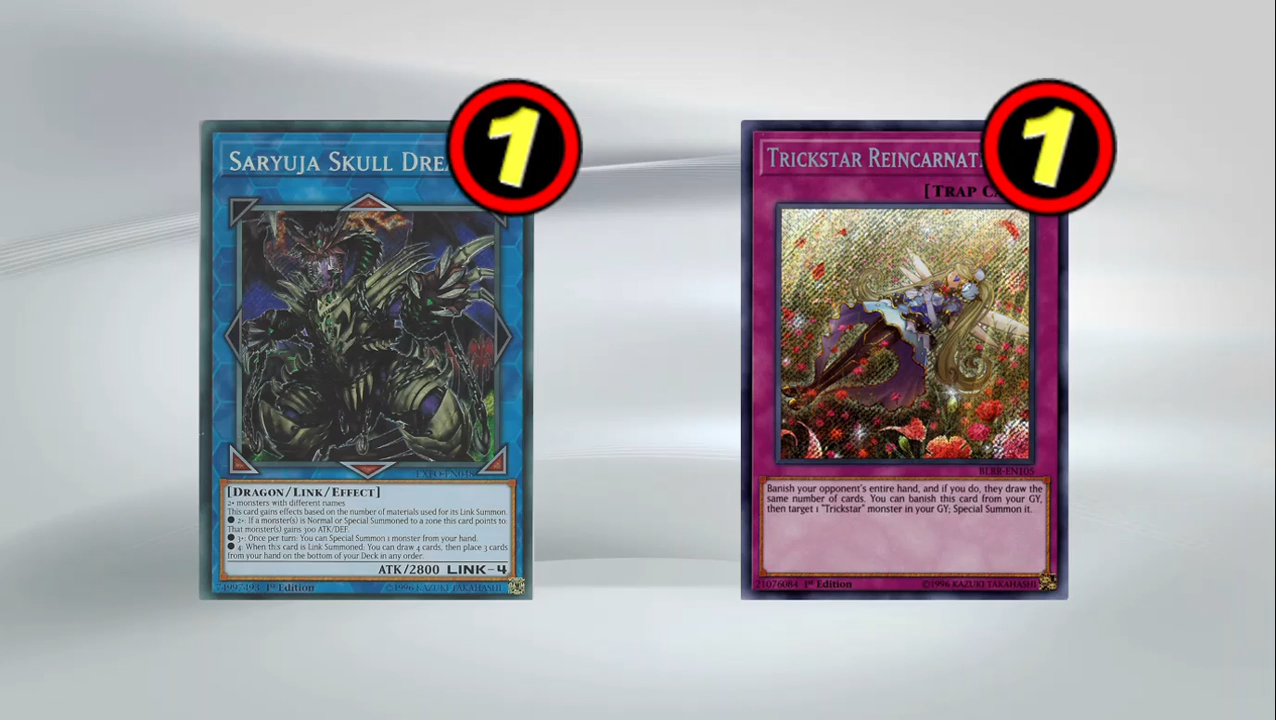 1
SARYUJA SKULL DREA
[DRAGON/LINK/EFFECT]
2+ monsters with different names
This card gains effects based on the number of materials used for its Link Summon.
● 2+: If a monster(s) is Normal or Special Summoned to a zone this card points to:
That monster(s) gains 300 ATK/DEF.
● 3+: Once per turn: You can Special Summon 1 monster from your hand.
● 4: When this card is Link Summoned: You can draw 4 cards, then place 3 cards
from your hand on the bottom of your Deck in any order.
ATK/2800 LINK-4
74997493 1st Edition ©1996 KAZUKI TAKAHASHI
1
TRICKSTAR REINCARNAT
[TRAP CA
BLRR-EN105
Banish your opponent's entire hand, and if you do, they draw the
same number of cards. You can banish this card from your GY,
then target 1 "Trickstar" monster in your GY; Special Summon it.
21076084 1st Edition ©1996 KAZUKI TAKAHASHI